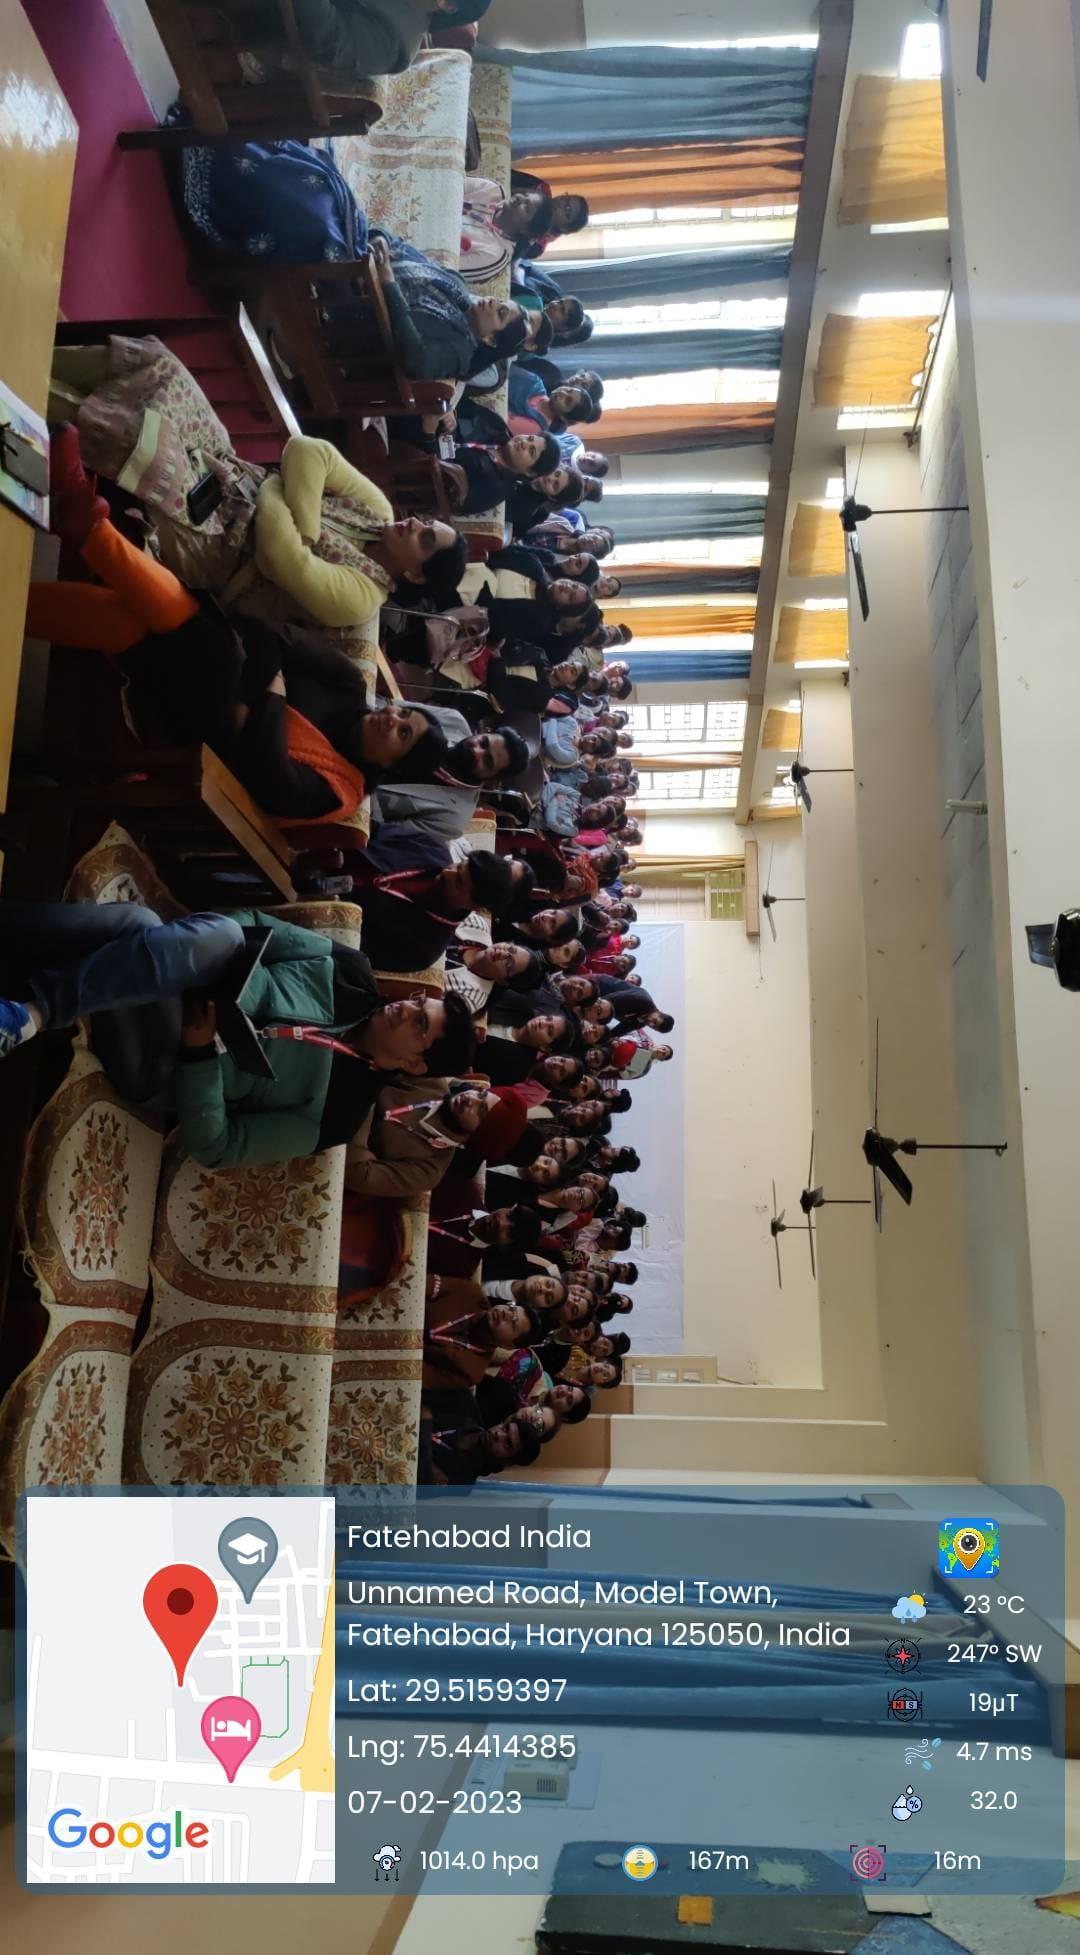 Fatehabad India
Unnamed Road, Model Town,
Fatehabad, Haryana 125050, India
Lat: 29.5159397
Lng: 75.4414385
07-02-2023
23 °C
247° SW
19µT
4.7 ms
32.0
1014.0 hpa
167m
16m
Google